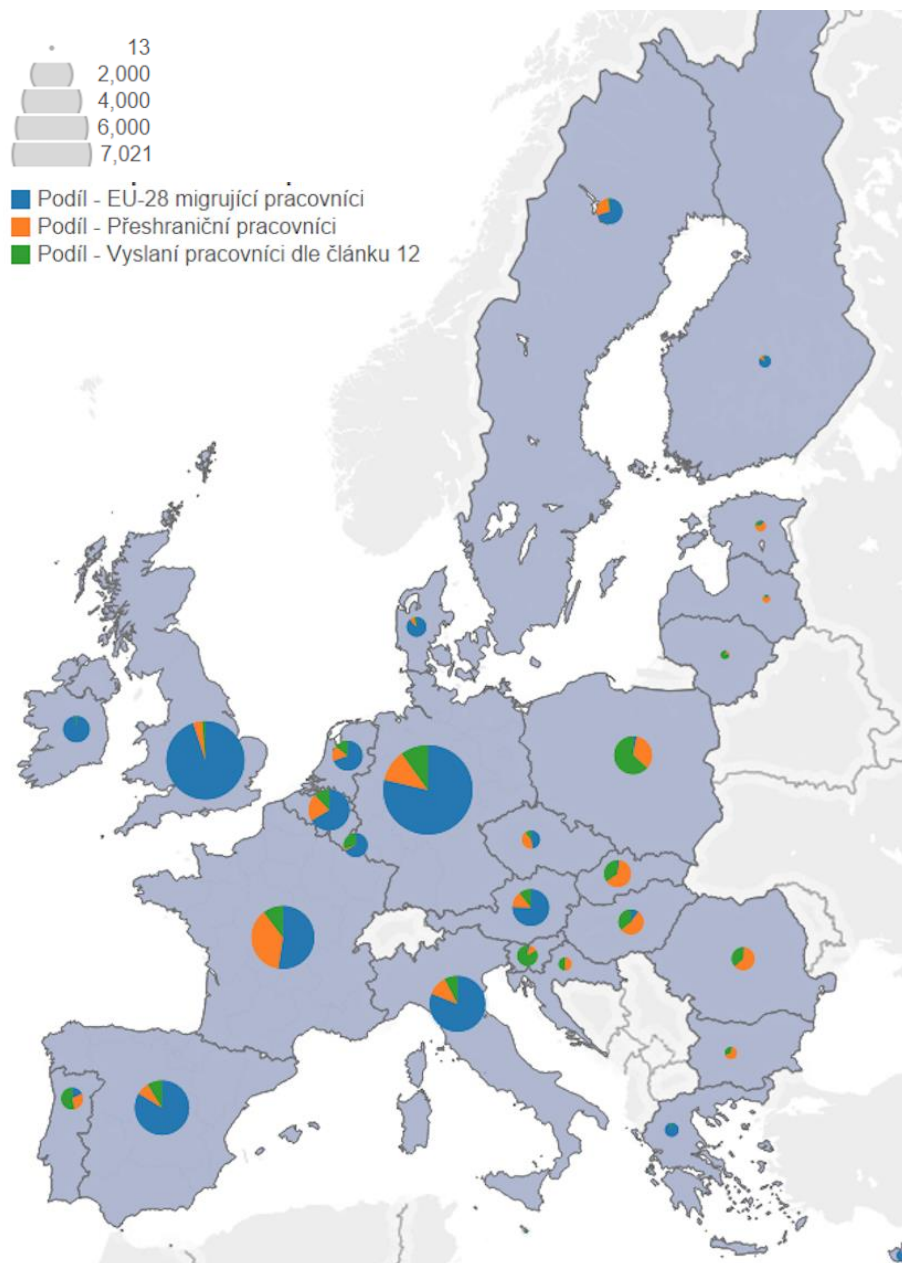 13
2,000
4,000
6,000
7,021
Podíl - EU-28 migrující pracovníci
Podíl - Přeshraniční pracovníci
Podíl - Vyslaní pracovníci dle článku 12